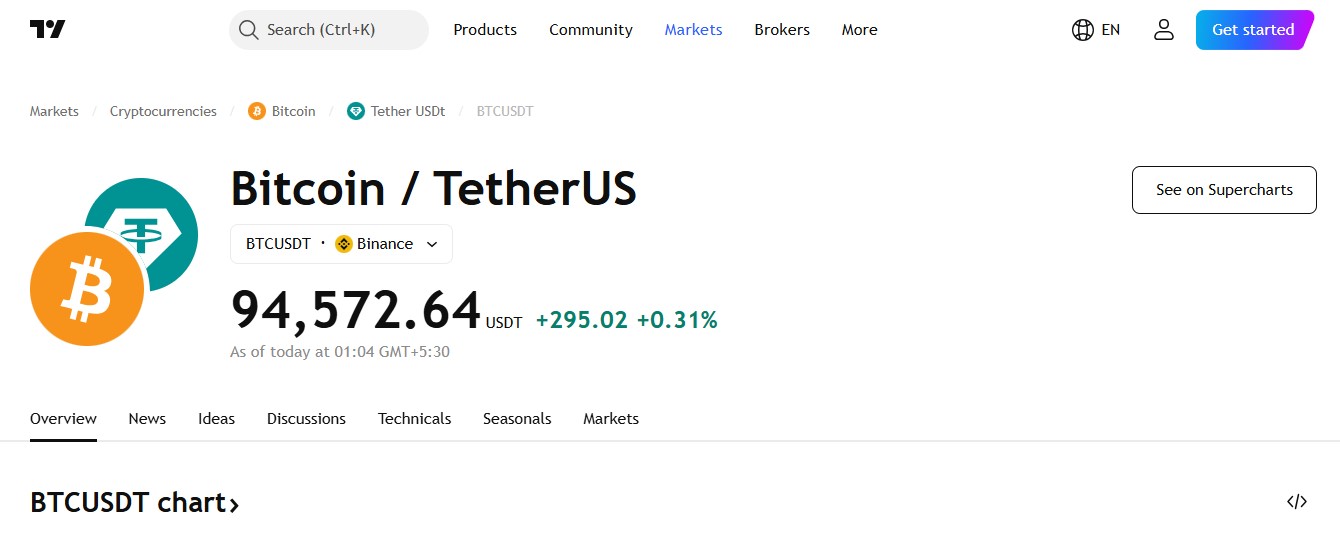 Search (Ctrl+K) Products Community Markets Brokers More EN Get started
Markets / Cryptocurrencies / Bitcoin / Tether USDt / BTCUSDT
Bitcoin / TetherUS
See on Supercharts
BTCUSDT · Binance
94,572.64 USDT +295.02 +0.31%
As of today at 01:04 GMT+5:30
Overview News Ideas Discussions Technicals Seasonals Markets
BTCUSDT chart›